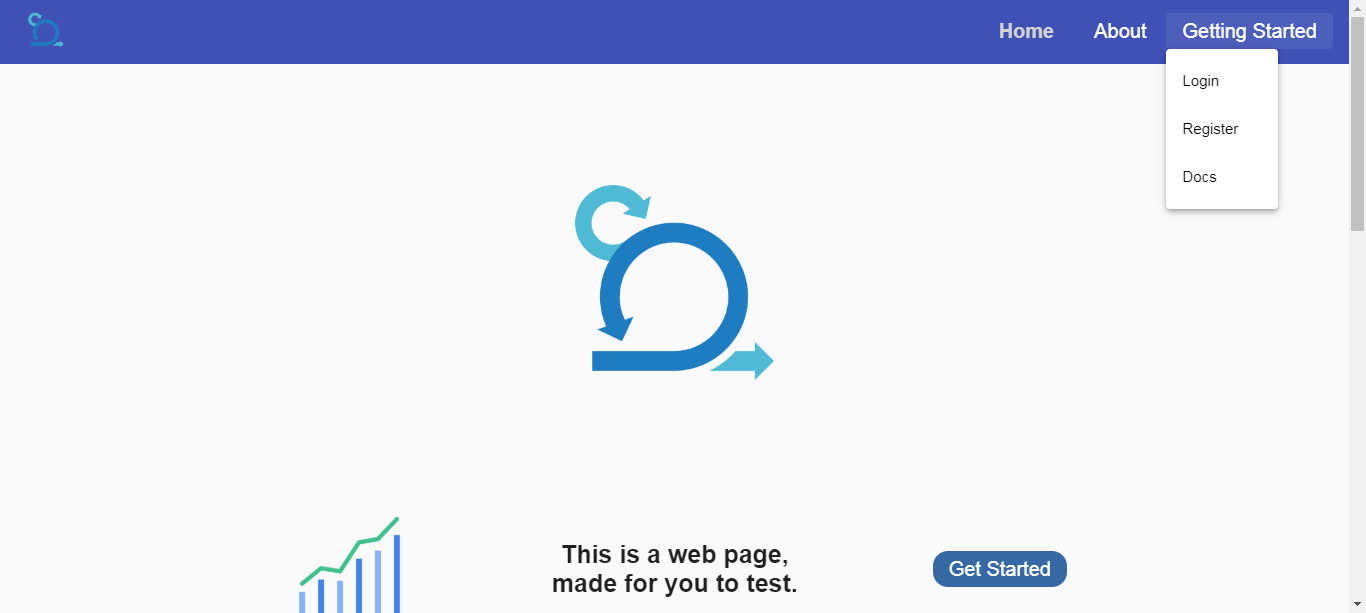 Home About Getting Started
Login
Register
Docs
This is a web page,
made for you to test.
Get Started